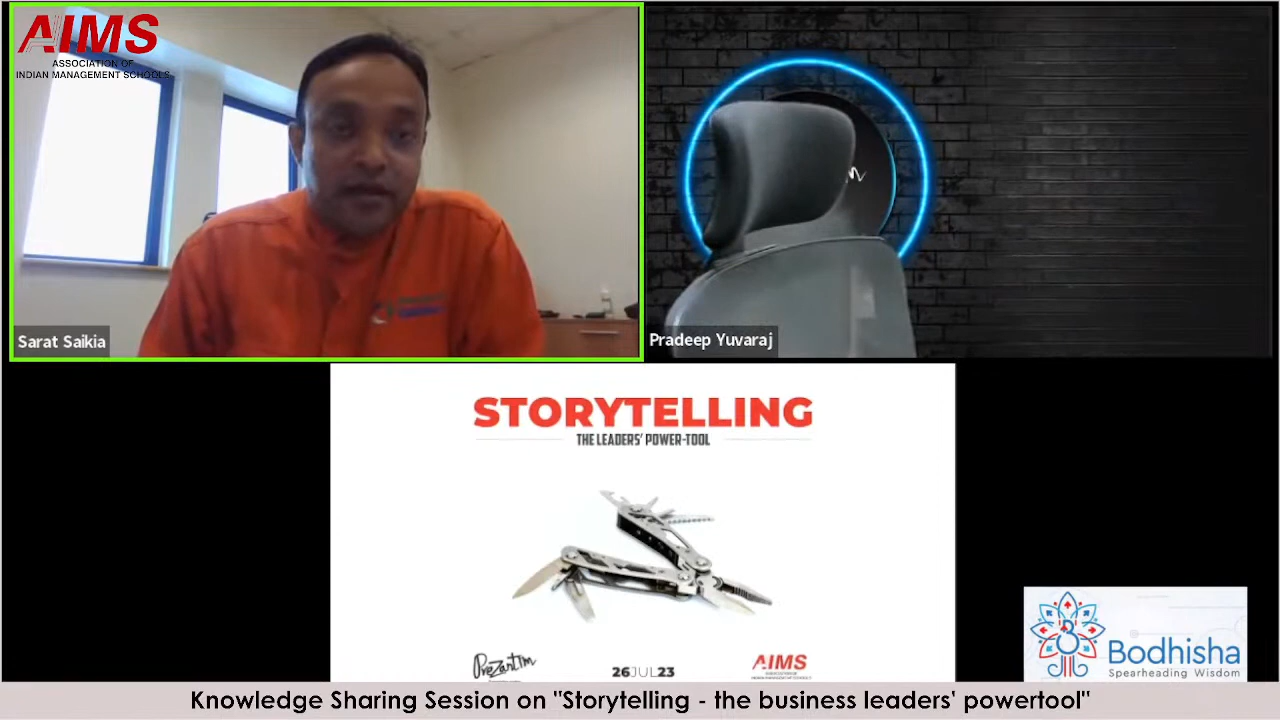 AIMS
ASSOCIATION OF
INDIAN MANAGEMENT SCHOOLS
Sarat Saikia
Pradeep Yuvaraj
STORYTELLING
THE LEADERS' POWER-TOOL
Prezantim
26JUL23
AIMS
Bodhisha
Spearheading Wisdom
Knowledge Sharing Session on "Storytelling - the business leaders' powertool"